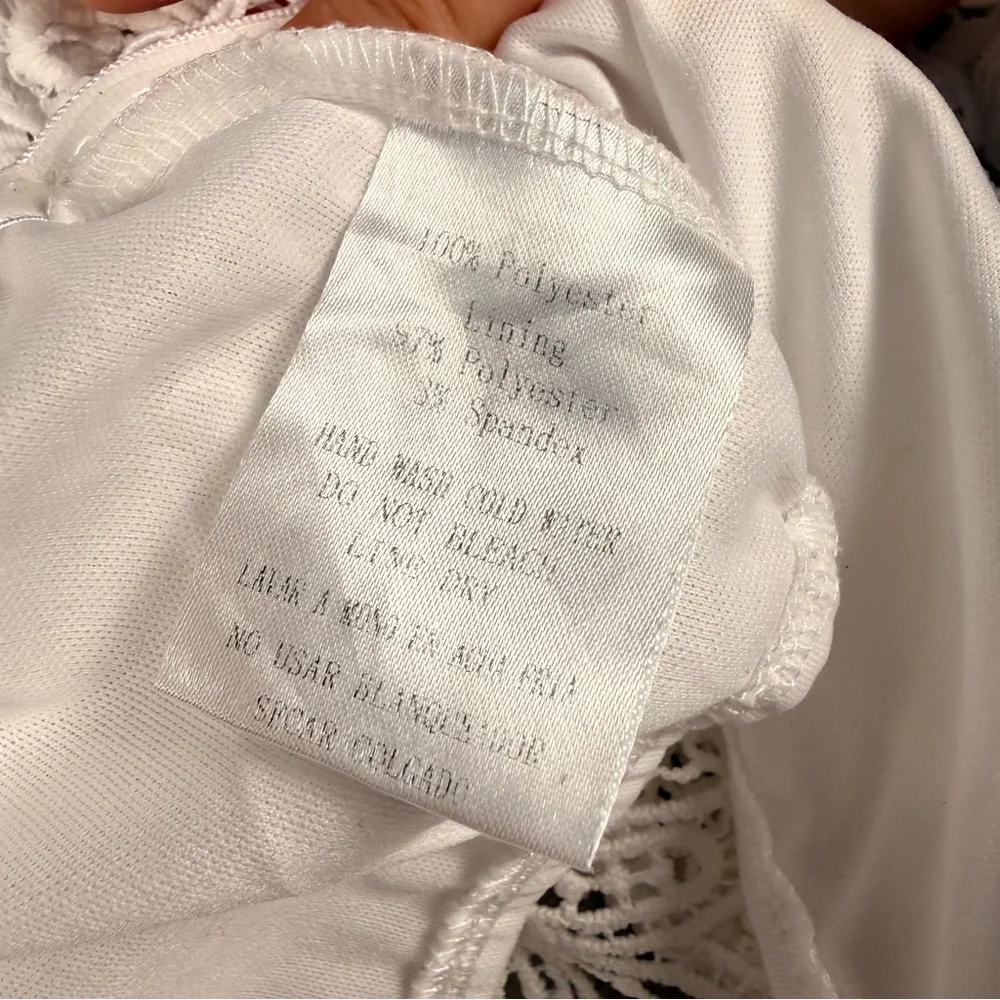 100% Polyester
Lining
97% Polyester
3% Spandex
HAND WASH COLD WATER
DO NOT BLEACH
LINE DRY
LAVAR A MONO EN AGUA FRIA
NO USAR BLANQUEADOR
SECAR COLGADO